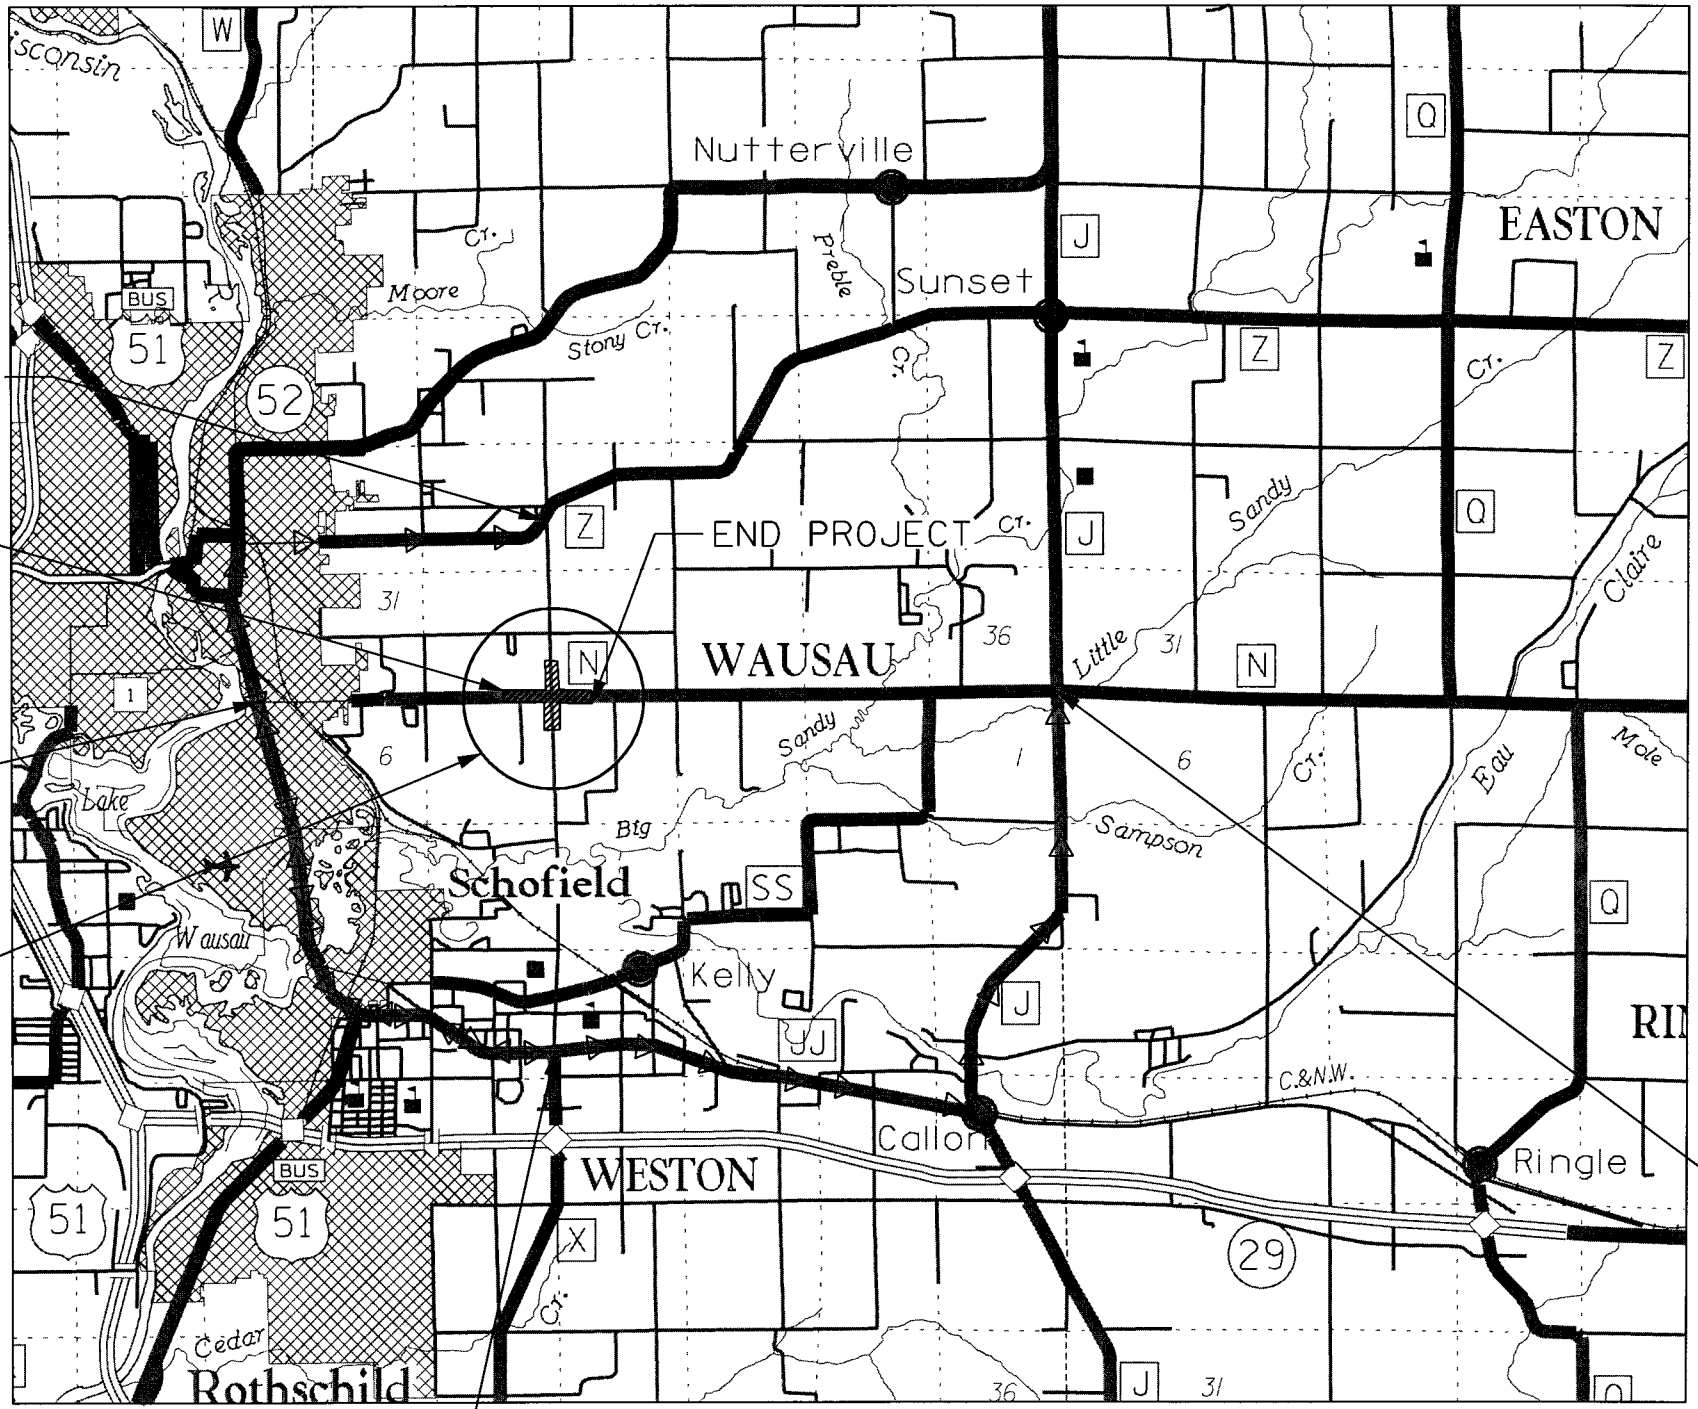 W
isconsin
Q
Nutterville
EASTON
J
Cr.
Preble
Sunset
Moore
BUS
51
Stony Cr.
Z
Z
Cr.
Cr.
52
Sandy
Q
Z
END PROJECT
Cr.
J
Claire
31
36
Little
31
N
WAUSAU
N
1
6
Sandy
1
6
Cr.
Eau
Mole
Lake
Big
Sampson
Schofield
SS
Q
Wausau
Kelly
J
RI
JJ
C.&N.W.
Callon
Ringle
BUS
WESTON
51
51
X
29
Cr.
Cedar
Rothschild
36
J
31
Q